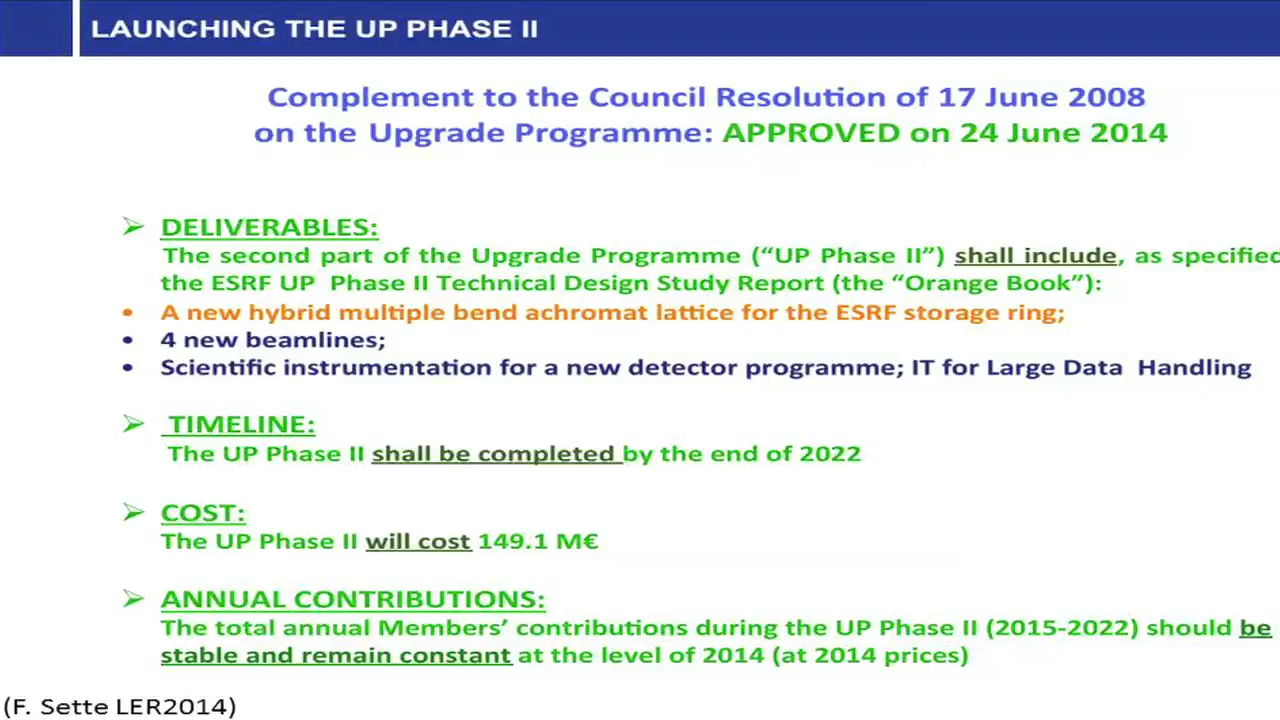 LAUNCHING THE UP PHASE II
Complement to the Council Resolution of 17 June 2008
on the Upgrade Programme: APPROVED on 24 June 2014
➢ DELIVERABLES:
The second part of the Upgrade Programme (“UP Phase II”) shall include, as specified
the ESRF UP Phase II Technical Design Study Report (the “Orange Book”):
• A new hybrid multiple bend achromat lattice for the ESRF storage ring;
• 4 new beamlines;
• Scientific instrumentation for a new detector programme; IT for Large Data Handling
➢ TIMELINE:
The UP Phase II shall be completed by the end of 2022
➢ COST:
The UP Phase II will cost 149.1 M€
➢ ANNUAL CONTRIBUTIONS:
The total annual Members’ contributions during the UP Phase II (2015-2022) should be
stable and remain constant at the level of 2014 (at 2014 prices)
(F. Sette LER2014)